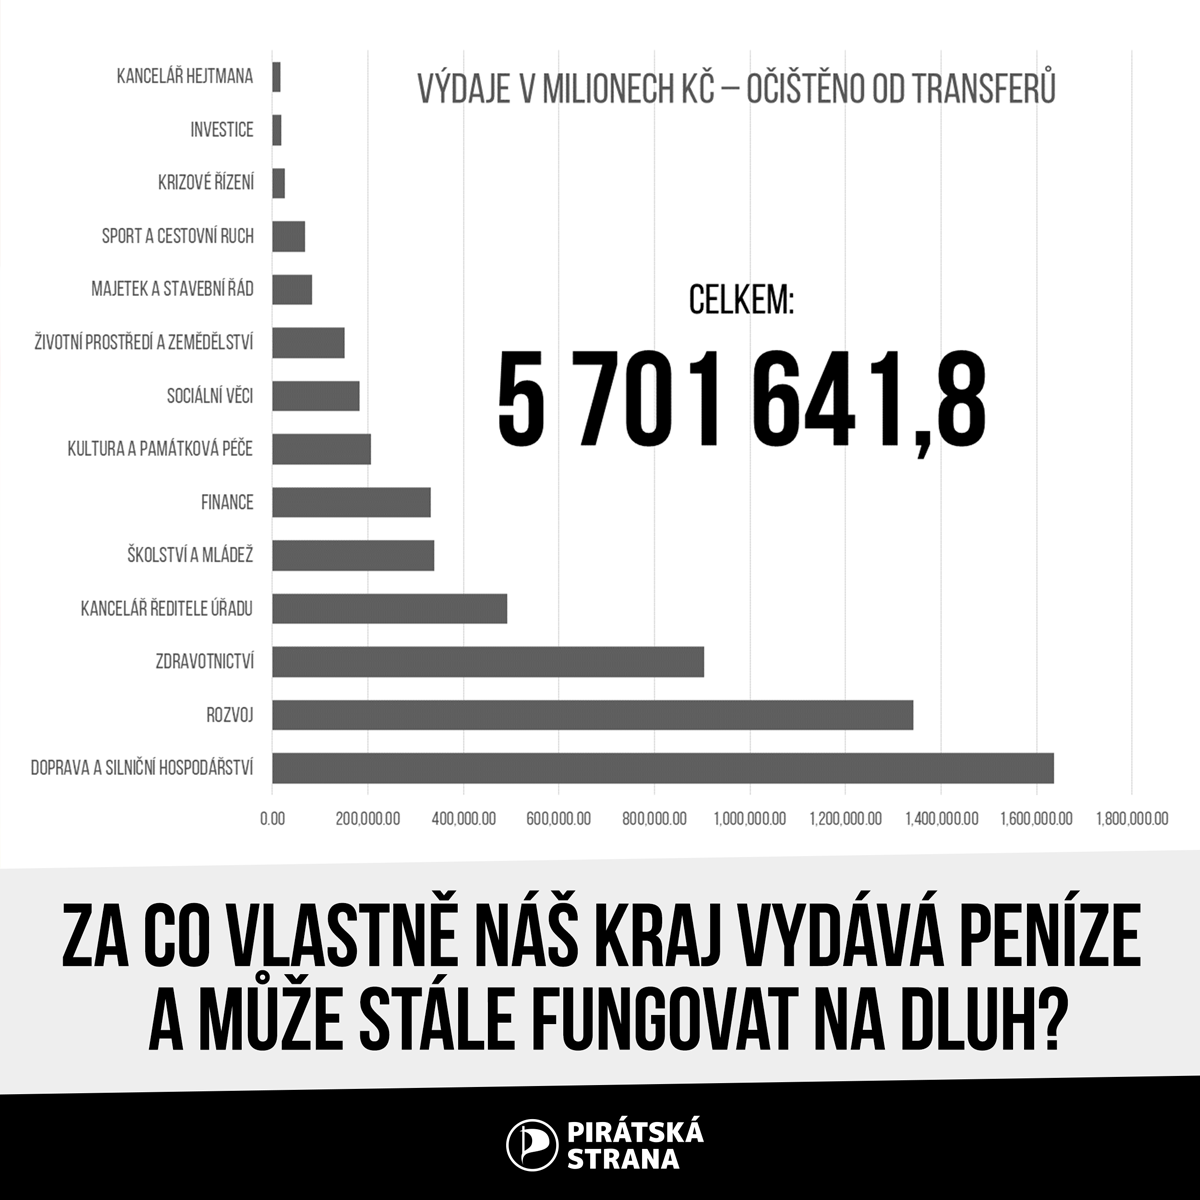 VÝDAJE V MILIONECH KČ – OČIŠTĚNO OD TRANSFERŮ
KANCELÁŘ HEJTMANA
INVESTICE
KRIZOVÉ ŘÍZENÍ
SPORT A CESTOVNÍ RUCH
MAJETEK A STAVEBNÍ ŘÁD
ŽIVOTNÍ PROSTŘEDÍ A ZEMĚDĚLSTVÍ
SOCIÁLNÍ VĚCI
KULTURA A PAMÁTKOVÁ PÉČE
FINANCE
ŠKOLSTVÍ A MLÁDEŽ
KANCELÁŘ ŘEDITELE ÚŘADU
ZDRAVOTNICTVÍ
ROZVOJ
DOPRAVA A SILNIČNÍ HOSPODÁŘSTVÍ
CELKEM:
5 701 641,8
0.00 200,000.00 400,000.00 600,000.00 800,000.00 1,000,000.00 1,200,000.00 1,400,000.00 1,600,000.00 1,800,000.00
ZA CO VLASTNĚ NÁŠ KRAJ VYDÁVÁ PENÍZE
A MŮŽE STÁLE FUNGOVAT NA DLUH?
PIRÁTSKÁ
STRANA